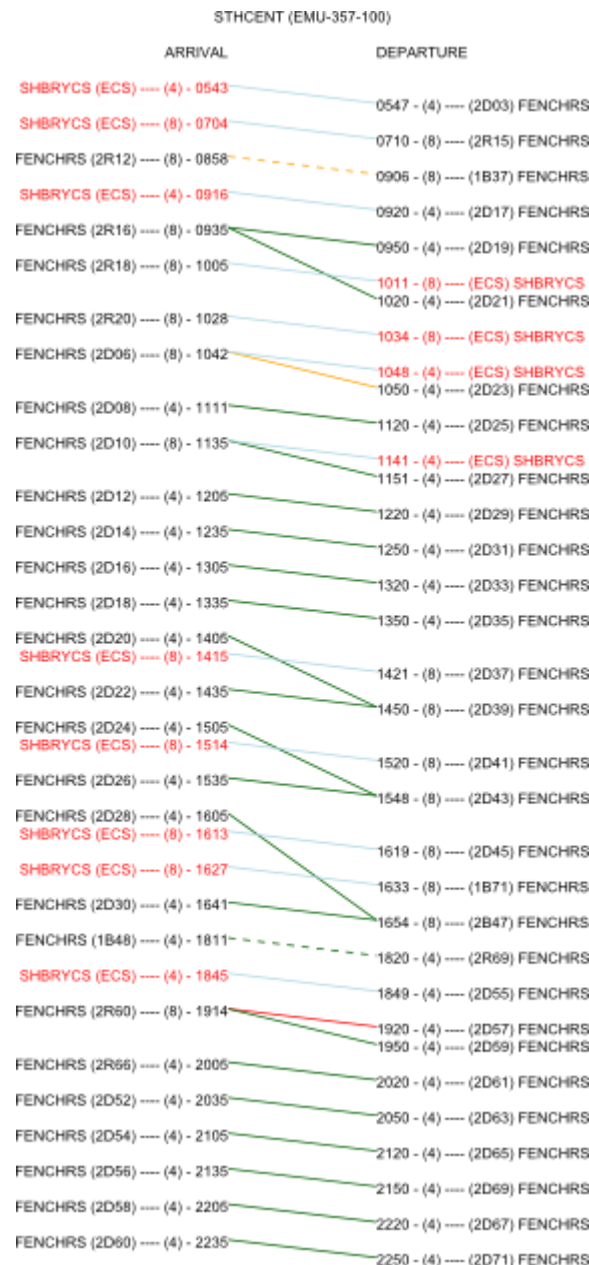 STHCENT (EMU-357-100)
ARRIVAL DEPARTURE
SHBRYCS (ECS) ---- (4) - 0543
0547 - (4) ---- (2D03) FENCHRS
SHBRYCS (ECS) ---- (8) - 0704
0710 - (8) ---- (2R15) FENCHRS
FENCHRS (2R12) ---- (8) - 0858
0906 - (8) ---- (1B37) FENCHRS
SHBRYCS (ECS) ---- (4) - 0916
0920 - (4) ---- (2D17) FENCHRS
FENCHRS (2R16) ---- (8) - 0935
0950 - (4) ---- (2D19) FENCHRS
FENCHRS (2R18) ---- (8) - 1005
1011 - (8) ---- (ECS) SHBRYCS
1020 - (4) ---- (2D21) FENCHRS
FENCHRS (2R20) ---- (8) - 1028
1034 - (8) ---- (ECS) SHBRYCS
FENCHRS (2D06) ---- (8) - 1042
1048 - (4) ---- (ECS) SHBRYCS
1050 - (4) ---- (2D23) FENCHRS
FENCHRS (2D08) ---- (4) - 1111
1120 - (4) ---- (2D25) FENCHRS
FENCHRS (2D10) ---- (8) - 1135
1141 - (4) ---- (ECS) SHBRYCS
1151 - (4) ---- (2D27) FENCHRS
FENCHRS (2D12) ---- (4) - 1205
1220 - (4) ---- (2D29) FENCHRS
FENCHRS (2D14) ---- (4) - 1235
1250 - (4) ---- (2D31) FENCHRS
FENCHRS (2D16) ---- (4) - 1305
1320 - (4) ---- (2D33) FENCHRS
FENCHRS (2D18) ---- (4) - 1335
1350 - (4) ---- (2D35) FENCHRS
FENCHRS (2D20) ---- (4) - 1405
SHBRYCS (ECS) ---- (8) - 1415
1421 - (8) ---- (2D37) FENCHRS
FENCHRS (2D22) ---- (4) - 1435
1450 - (8) ---- (2D39) FENCHRS
FENCHRS (2D24) ---- (4) - 1505
SHBRYCS (ECS) ---- (8) - 1514
1520 - (8) ---- (2D41) FENCHRS
FENCHRS (2D26) ---- (4) - 1535
1548 - (8) ---- (2D43) FENCHRS
FENCHRS (2D28) ---- (4) - 1605
SHBRYCS (ECS) ---- (8) - 1613
1619 - (8) ---- (2D45) FENCHRS
SHBRYCS (ECS) ---- (8) - 1627
1633 - (8) ---- (1B71) FENCHRS
FENCHRS (2D30) ---- (4) - 1641
1654 - (8) ---- (2B47) FENCHRS
FENCHRS (1B48) ---- (4) - 1811
1820 - (4) ---- (2R69) FENCHRS
SHBRYCS (ECS) ---- (4) - 1845
1849 - (4) ---- (2D55) FENCHRS
FENCHRS (2R60) ---- (8) - 1914
1920 - (4) ---- (2D57) FENCHRS
1950 - (4) ---- (2D59) FENCHRS
FENCHRS (2R66) ---- (4) - 2005
2020 - (4) ---- (2D61) FENCHRS
FENCHRS (2D52) ---- (4) - 2035
2050 - (4) ---- (2D63) FENCHRS
FENCHRS (2D54) ---- (4) - 2105
2120 - (4) ---- (2D65) FENCHRS
FENCHRS (2D56) ---- (4) - 2135
2150 - (4) ---- (2D69) FENCHRS
FENCHRS (2D58) ---- (4) - 2205
2220 - (4) ---- (2D67) FENCHRS
FENCHRS (2D60) ---- (4) - 2235
2250 - (4) ---- (2D71) FENCHRS